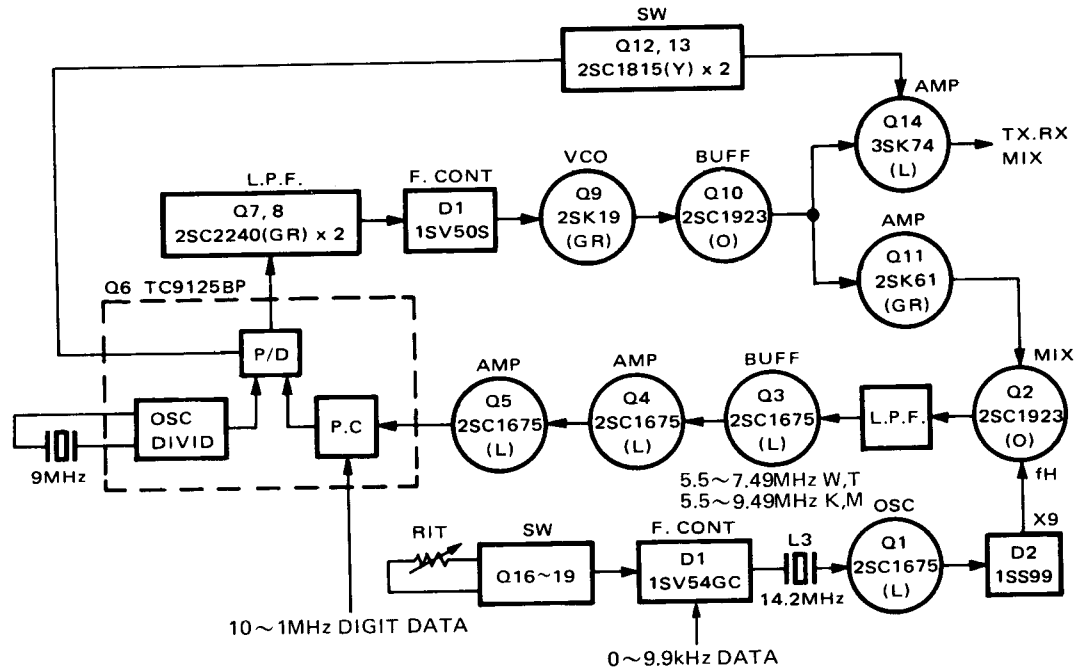 SW
Q12, 13
2SC1815(Y) x 2
AMP
Q14
3SK74
(L)
TX.RX
MIX
L.P.F.
Q7, 8
2SC2240(GR) x 2
F. CONT
D1
1SV50S
VCO
Q9
2SK19
(GR)
BUFF
Q10
2SC1923
(O)
AMP
Q11
2SK61
(GR)
Q6 TC9125BP
P/D
OSC
DIVID
P.C
9MHz
AMP
Q5
2SC1675
(L)
AMP
Q4
2SC1675
(L)
BUFF
Q3
2SC1675
(L)
L.P.F.
MIX
Q2
2SC1923
(O)
5.5~7.49MHz W,T
5.5~9.49MHz K,M
fH
RIT
SW
Q16~19
F. CONT
D1
1SV54GC
L3
14.2MHz
OSC
Q1
2SC1675
(L)
X9
D2
1SS99
10~1MHz DIGIT DATA
0~9.9kHz DATA